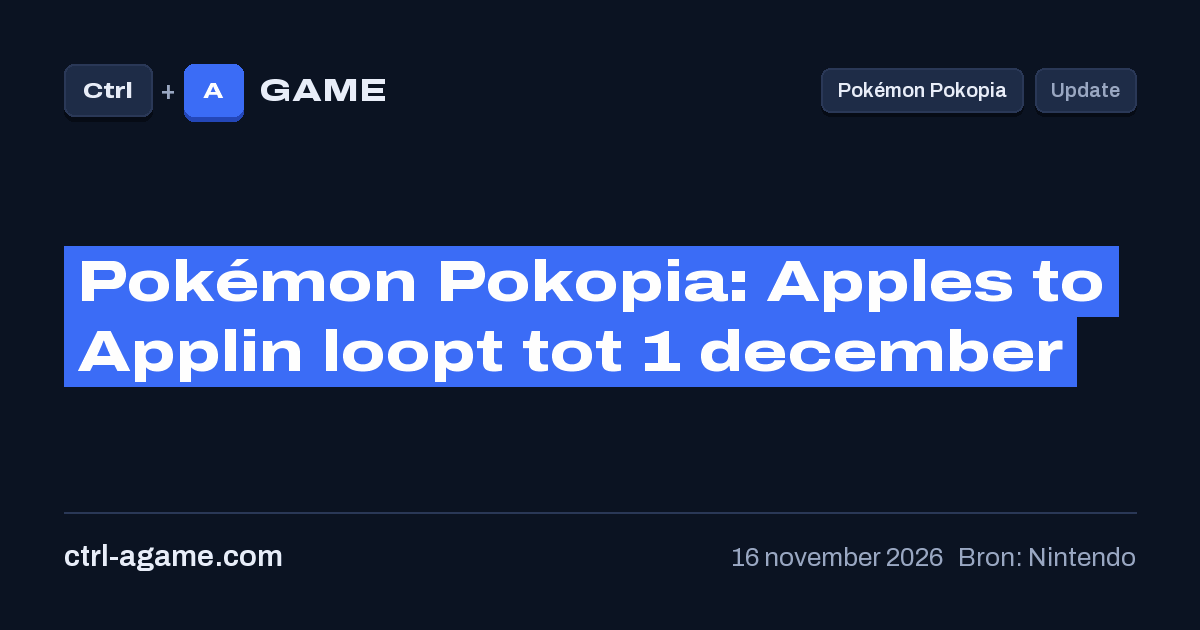 Ctrl + A GAME
Pokémon Pokopia
Update
Pokémon Pokopia: Apples to
Applin loopt tot 1 december
ctrl-agame.com
16 november 2026 Bron: Nintendo